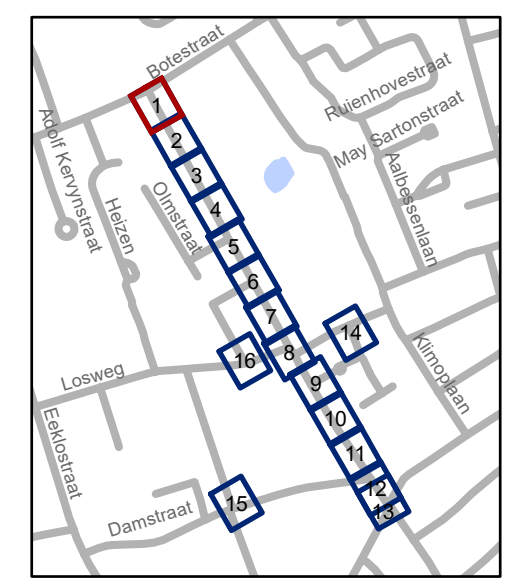 Botestraat
Ruienhovestraat
May Sartonstraat
Adolf Kervynstraat
Aalbessenlaan
Heizen
Olmstraat
1
2
3
4
5
6
7
8
14
16
9
Klimoplaan
Losweg
10
11
Eeklostraat
12
15
13
Damstraat